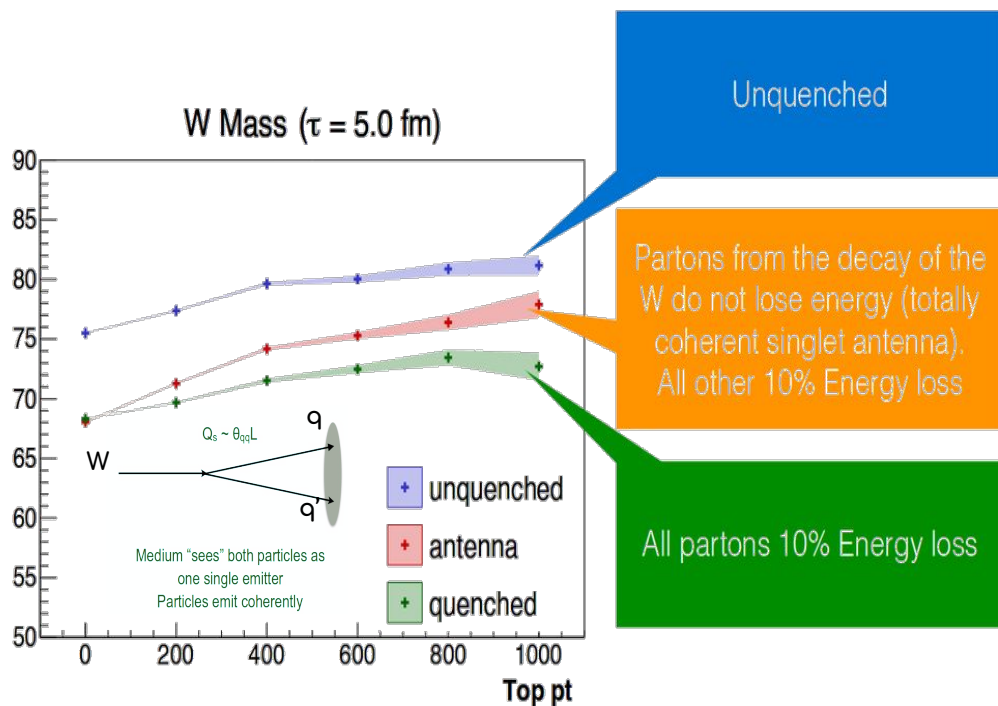 W Mass (τ = 5.0 fm)
90
85
80
75
70
65
60
55
50
0 200 400 600 800 1000
Top pt
Qs ~ θqqL
W
q
q'
Medium “sees” both particles as
one single emitter
Particles emit coherently
unquenched
antenna
quenched
Unquenched
Partons from the decay of the
W do not lose energy (totally
coherent singlet antenna).
All other 10% Energy loss
All partons 10% Energy loss